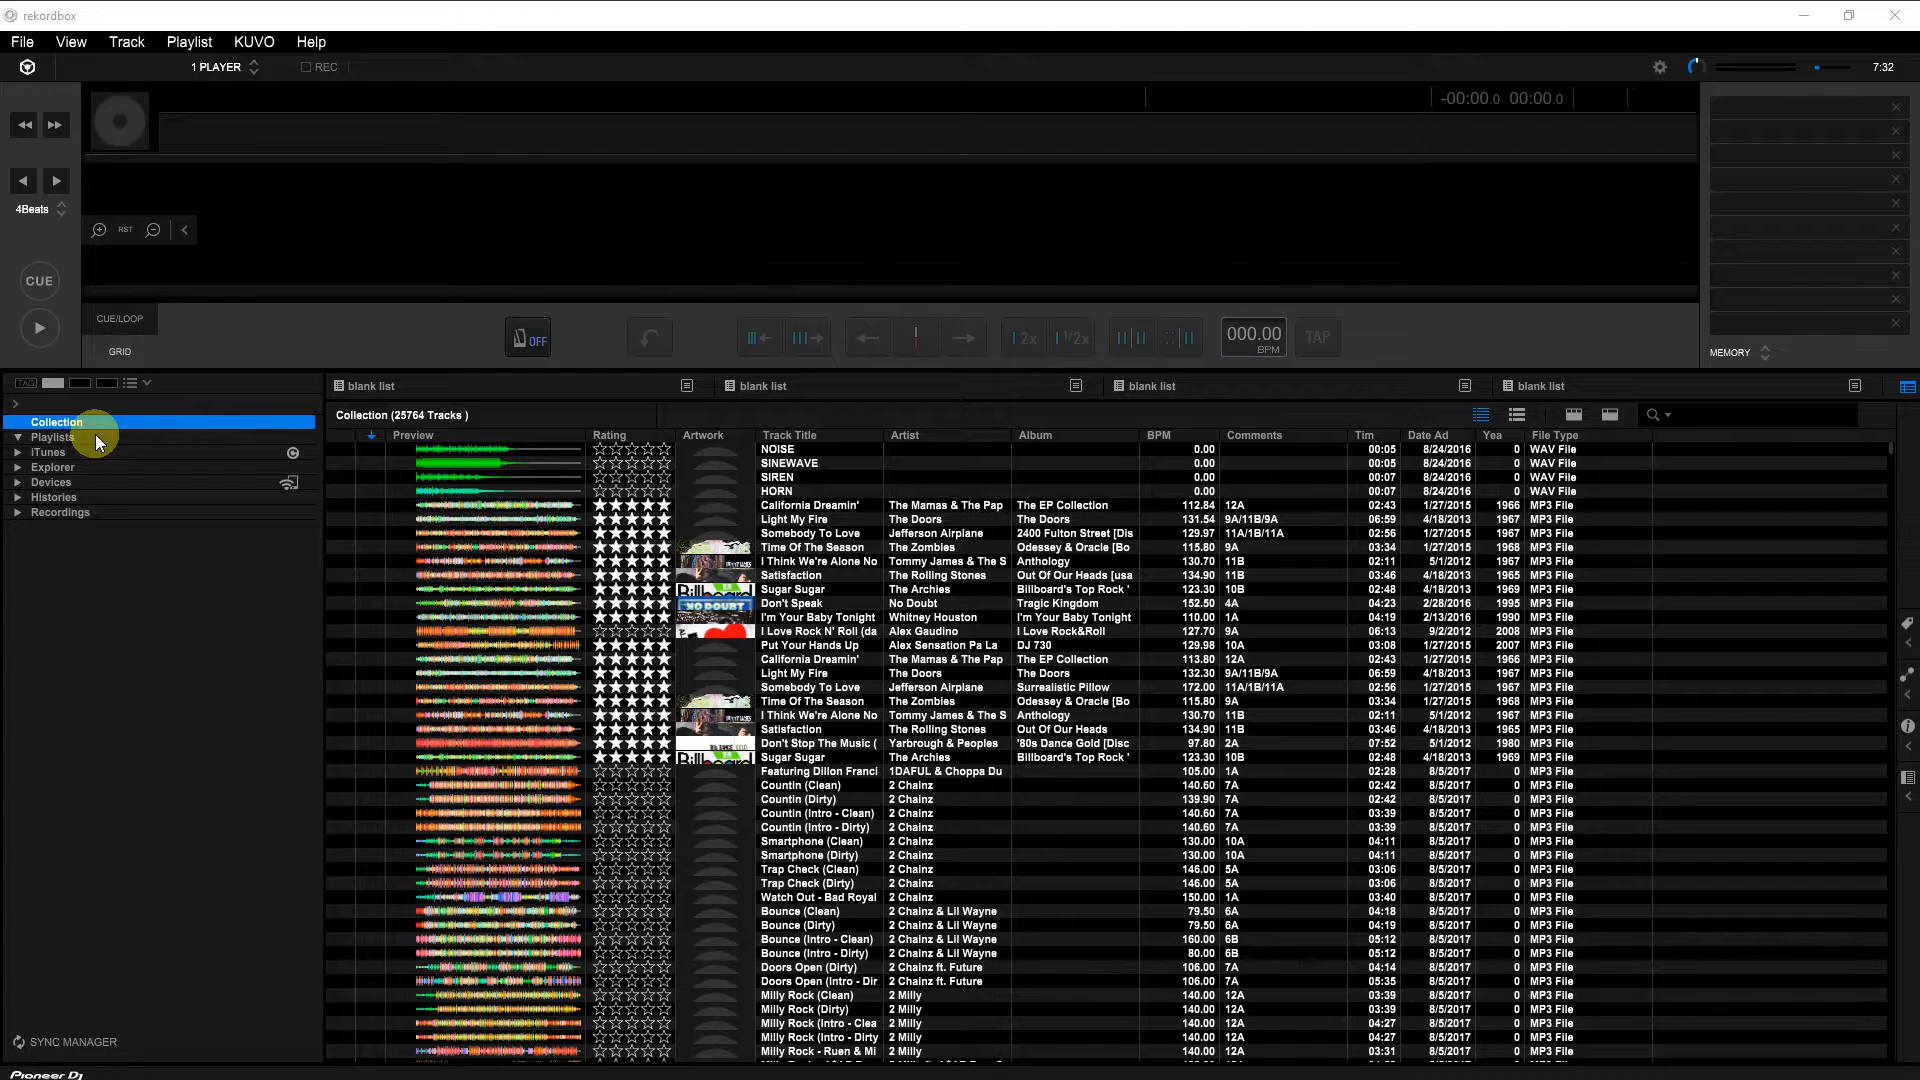 rekordbox
File View Track Playlist KUVO Help
1 PLAYER REC 7:32
-00:00.0 00:00.0
4Beats
RST
CUE
CUE/LOOP
GRID
OFF 2x 1/2x 000.00 BPM TAP
MEMORY
TAG
blank list blank list blank list blank list
Collection (25764 Tracks )
Collection
Playlists
iTunes
Explorer
Devices
Histories
Recordings
SYNC MANAGER
Pioneer Dj
Preview Rating Artwork Track Title Artist Album BPM Comments Tim Date Ad Yea File Type
NOISE 0.00 00:05 8/24/2016 0 WAV File
SINEWAVE 0.00 00:05 8/24/2016 0 WAV File
SIREN 0.00 00:07 8/24/2016 0 WAV File
HORN 0.00 00:07 8/24/2016 0 WAV File
California Dreamin' The Mamas & The Pap The EP Collection 112.84 12A 02:43 1/27/2015 1966 MP3 File
Light My Fire The Doors The Doors 131.54 9A/11B/9A 06:59 4/18/2013 1967 MP3 File
Somebody To Love Jefferson Airplane 2400 Fulton Street [Dis 129.97 11A/1B/11A 02:56 1/27/2015 1967 MP3 File
Time Of The Season The Zombies Odessey & Oracle [Bo 115.80 9A 03:34 1/27/2015 1968 MP3 File
I Think We're Alone No Tommy James & The S Anthology 130.70 11B 02:11 5/1/2012 1967 MP3 File
Satisfaction The Rolling Stones Out Of Our Heads [usa 134.90 11B 03:46 4/18/2013 1965 MP3 File
Sugar Sugar The Archies Billboard's Top Rock ' 123.30 10B 02:48 4/18/2013 1969 MP3 File
NO DOUBT Don't Speak No Doubt Tragic Kingdom 152.50 4A 04:23 2/28/2016 1995 MP3 File
I'm Your Baby Tonight Whitney Houston I'm Your Baby Tonight 110.00 1A 04:19 2/13/2016 1990 MP3 File
I Love Rock N' Roll (da Alex Gaudino I Love Rock&Roll 127.70 9A 06:13 9/2/2012 2008 MP3 File
Put Your Hands Up Alex Sensation Pa La DJ 730 129.98 10A 03:08 1/27/2015 2007 MP3 File
California Dreamin' The Mamas & The Pap The EP Collection 113.80 12A 02:43 1/27/2015 1966 MP3 File
Light My Fire The Doors The Doors 132.30 9A/11B/9A 06:59 4/18/2013 1967 MP3 File
Somebody To Love Jefferson Airplane Surrealistic Pillow 172.00 11A/1B/11A 02:56 1/27/2015 1967 MP3 File
Time Of The Season The Zombies Odessey & Oracle [Bo 115.80 9A 03:34 1/27/2015 1968 MP3 File
I Think We're Alone No Tommy James & The S Anthology 130.70 11B 02:11 5/1/2012 1967 MP3 File
Satisfaction The Rolling Stones Out Of Our Heads 134.90 11B 03:46 4/18/2013 1965 MP3 File
Don't Stop The Music ( Yarbrough & Peoples '80s Dance Gold [Disc 97.80 2A 07:52 5/1/2012 1980 MP3 File
Sugar Sugar The Archies Billboard's Top Rock ' 123.30 10B 02:48 4/18/2013 1969 MP3 File
Featuring Dillon Franci 1DAFUL & Choppa Du 105.00 1A 02:28 8/5/2017 0 MP3 File
Countin (Clean) 2 Chainz 140.60 7A 02:42 8/5/2017 0 MP3 File
Countin (Dirty) 2 Chainz 139.90 7A 02:42 8/5/2017 0 MP3 File
Countin (Intro - Clean) 2 Chainz 140.60 7A 03:39 8/5/2017 0 MP3 File
Countin (Intro - Dirty) 2 Chainz 140.60 7A 03:39 8/5/2017 0 MP3 File
Smartphone (Clean) 2 Chainz 130.00 10A 04:11 8/5/2017 0 MP3 File
Smartphone (Dirty) 2 Chainz 130.00 10A 04:11 8/5/2017 0 MP3 File
Trap Check (Clean) 2 Chainz 146.00 5A 03:06 8/5/2017 0 MP3 File
Trap Check (Dirty) 2 Chainz 146.00 5A 03:06 8/5/2017 0 MP3 File
Watch Out - Bad Royal 2 Chainz 150.00 1A 03:40 8/5/2017 0 MP3 File
Bounce (Clean) 2 Chainz & Lil Wayne 79.50 6A 04:18 8/5/2017 0 MP3 File
Bounce (Dirty) 2 Chainz & Lil Wayne 79.50 6A 04:19 8/5/2017 0 MP3 File
Bounce (Intro - Clean) 2 Chainz & Lil Wayne 160.00 6B 05:12 8/5/2017 0 MP3 File
Bounce (Intro - Dirty) 2 Chainz & Lil Wayne 80.00 6B 05:12 8/5/2017 0 MP3 File
Doors Open (Dirty) 2 Chainz ft. Future 106.00 7A 04:14 8/5/2017 0 MP3 File
Doors Open (Intro - Dir 2 Chainz ft. Future 106.00 7A 05:35 8/5/2017 0 MP3 File
Milly Rock (Clean) 2 Milly 140.00 12A 03:39 8/5/2017 0 MP3 File
Milly Rock (Dirty) 2 Milly 140.00 12A 03:39 8/5/2017 0 MP3 File
Milly Rock (Intro - Clea 2 Milly 140.00 12A 04:27 8/5/2017 0 MP3 File
Milly Rock (Intro - Dirty 2 Milly 140.00 12A 04:27 8/5/2017 0 MP3 File
Milly Rock - Ruen & Mi 2 Milly 140.00 12A 03:31 8/5/2017 0 MP3 File